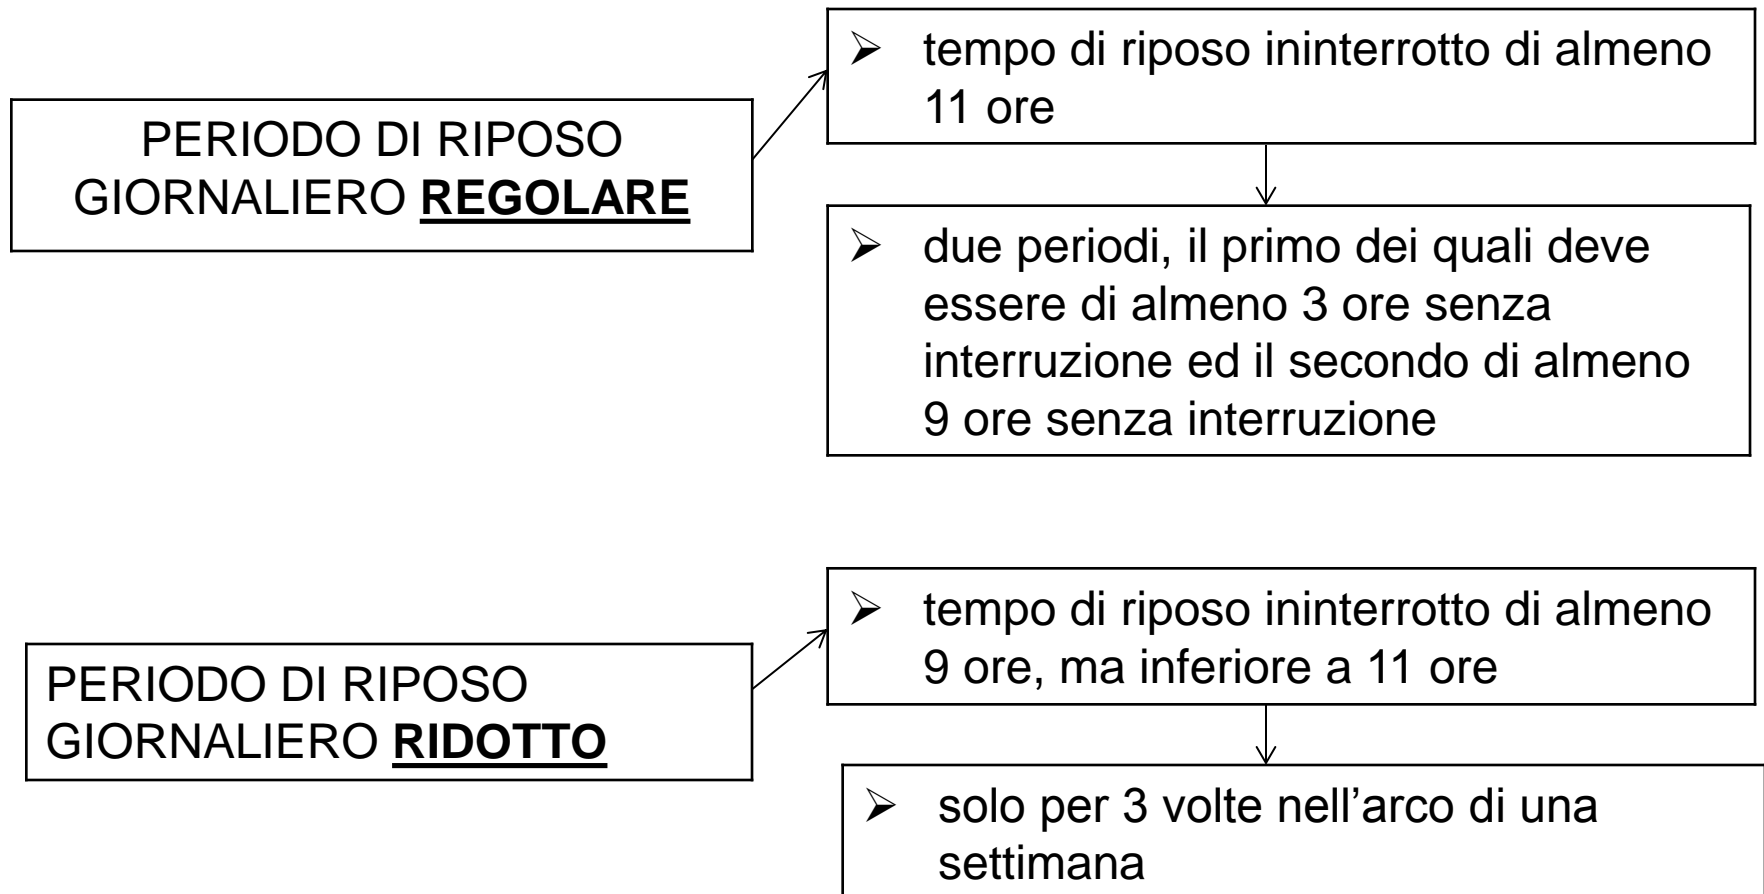 PERIODO DI RIPOSO
GIORNALIERO REGOLARE
➢ tempo di riposo ininterrotto di almeno
11 ore
➢ due periodi, il primo dei quali deve
essere di almeno 3 ore senza
interruzione ed il secondo di almeno
9 ore senza interruzione
PERIODO DI RIPOSO
GIORNALIERO RIDOTTO
➢ tempo di riposo ininterrotto di almeno
9 ore, ma inferiore a 11 ore
➢ solo per 3 volte nell’arco di una
settimana